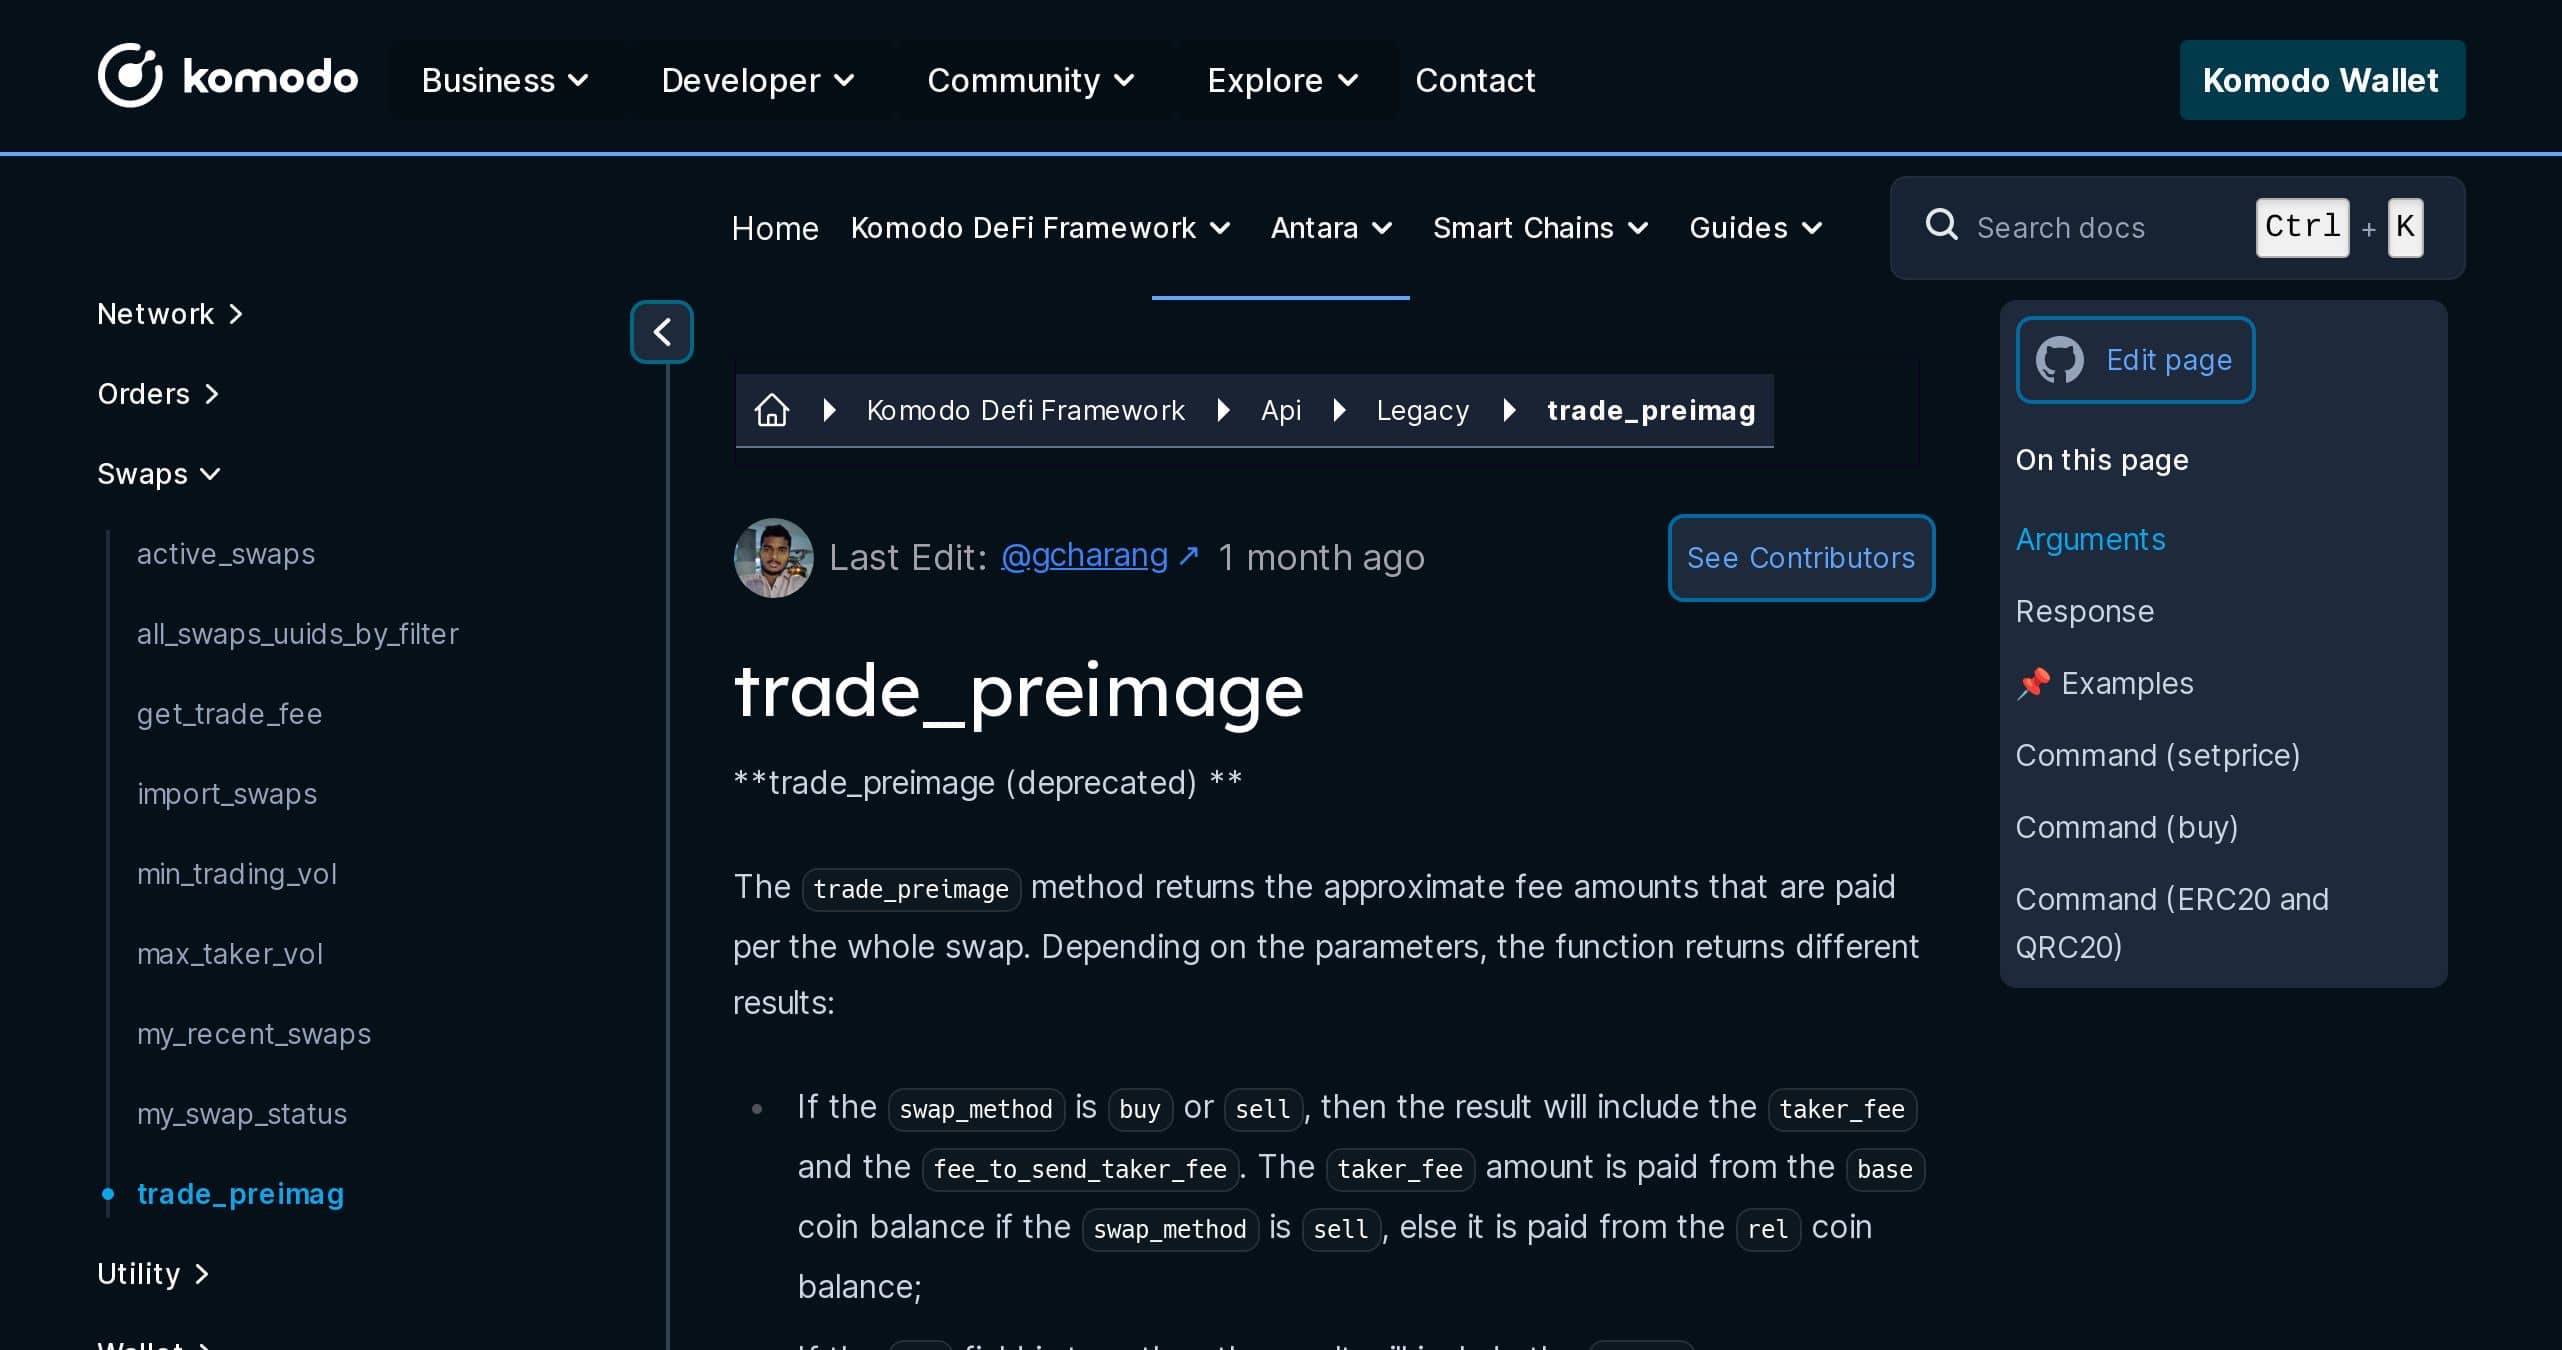 komodo
Business
Developer
Community
Explore
Contact
Komodo Wallet
Home
Komodo DeFi Framework
Antara
Smart Chains
Guides
Search docs
Ctrl + K
Network
Orders
Swaps
active_swaps
all_swaps_uuids_by_filter
get_trade_fee
import_swaps
min_trading_vol
max_taker_vol
my_recent_swaps
my_swap_status
trade_preimag
Utility
Wallet
Komodo Defi Framework
Api
Legacy
trade_preimag
Last Edit: @gcharang ↗ 1 month ago
See Contributors
trade_preimage
**trade_preimage (deprecated) **
The trade_preimage method returns the approximate fee amounts that are paid
per the whole swap. Depending on the parameters, the function returns different
results:
If the swap_method is buy or sell, then the result will include the taker_fee
and the fee_to_send_taker_fee. The taker_fee amount is paid from the base
coin balance if the swap_method is sell, else it is paid from the rel coin
balance;
Edit page
On this page
Arguments
Response
📌 Examples
Command (setprice)
Command (buy)
Command (ERC20 and
QRC20)